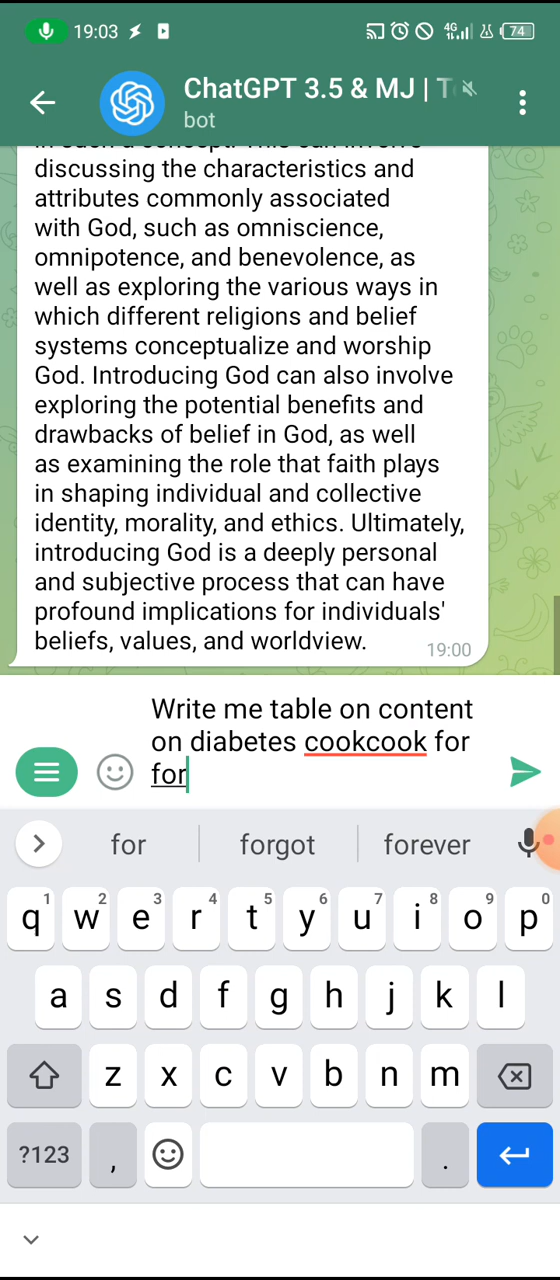 19:03
4G
74
ChatGPT 3.5 & MJ | T
bot
discussing the characteristics and
attributes commonly associated
with God, such as omniscience,
omnipotence, and benevolence, as
well as exploring the various ways in
which different religions and belief
systems conceptualize and worship
God. Introducing God can also involve
exploring the potential benefits and
drawbacks of belief in God, as well
as examining the role that faith plays
in shaping individual and collective
identity, morality, and ethics. Ultimately,
introducing God is a deeply personal
and subjective process that can have
profound implications for individuals'
beliefs, values, and worldview.
19:00
Write me table on content
on diabetes cookcook for
for
for forgot forever
1 2 3 4 5 6 7 8 9 0
q w e r t y u i o p
a s d f g h j k l
z x c v b n m
?123 , .